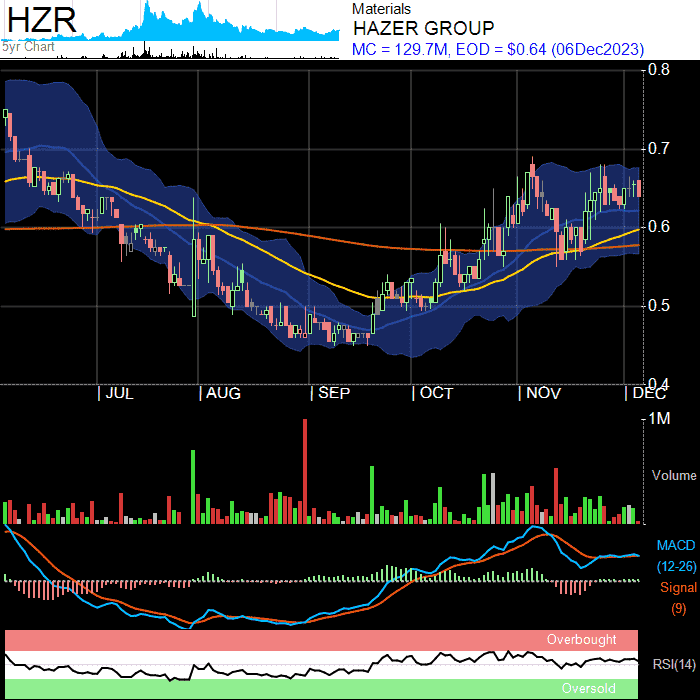 HZR
5yr Chart
Materials
HAZER GROUP
MC = 129.7M, EOD = $0.64 (06Dec2023)
0.8
0.7
0.6
0.5
0.4
| JUL | AUG | SEP | OCT | NOV | DEC
1M
Volume
MACD
(12-26)
Signal
(9)
Overbought
RSI(14)
Oversold